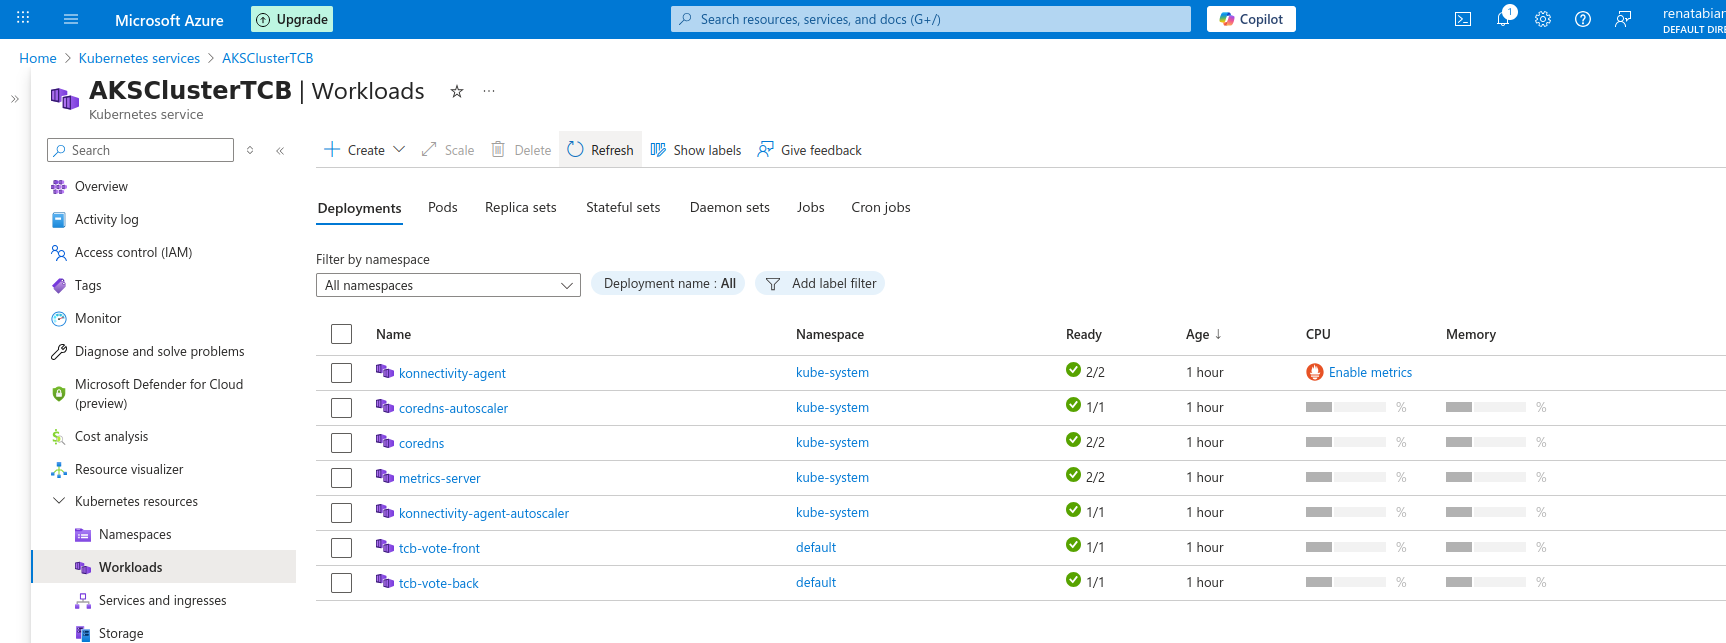 Microsoft Azure
Upgrade
Search resources, services, and docs (G+/)
Copilot
1
renatabian
DEFAULT DIRE
Home > Kubernetes services > AKSClusterTCB
AKSClusterTCB | Workloads
Kubernetes service
Search
Create
Scale
Delete
Refresh
Show labels
Give feedback
Overview
Activity log
Access control (IAM)
Tags
Monitor
Diagnose and solve problems
Microsoft Defender for Cloud
(preview)
Cost analysis
Resource visualizer
Kubernetes resources
Namespaces
Workloads
Services and ingresses
Storage
Deployments Pods Replica sets Stateful sets Daemon sets Jobs Cron jobs
Filter by namespace
All namespaces
Deployment name : All
Add label filter
Name Namespace Ready Age ↓ CPU Memory
konnectivity-agent kube-system 2/2 1 hour Enable metrics
coredns-autoscaler kube-system 1/1 1 hour % %
coredns kube-system 2/2 1 hour % %
metrics-server kube-system 2/2 1 hour % %
konnectivity-agent-autoscaler kube-system 1/1 1 hour % %
tcb-vote-front default 1/1 1 hour % %
tcb-vote-back default 1/1 1 hour % %